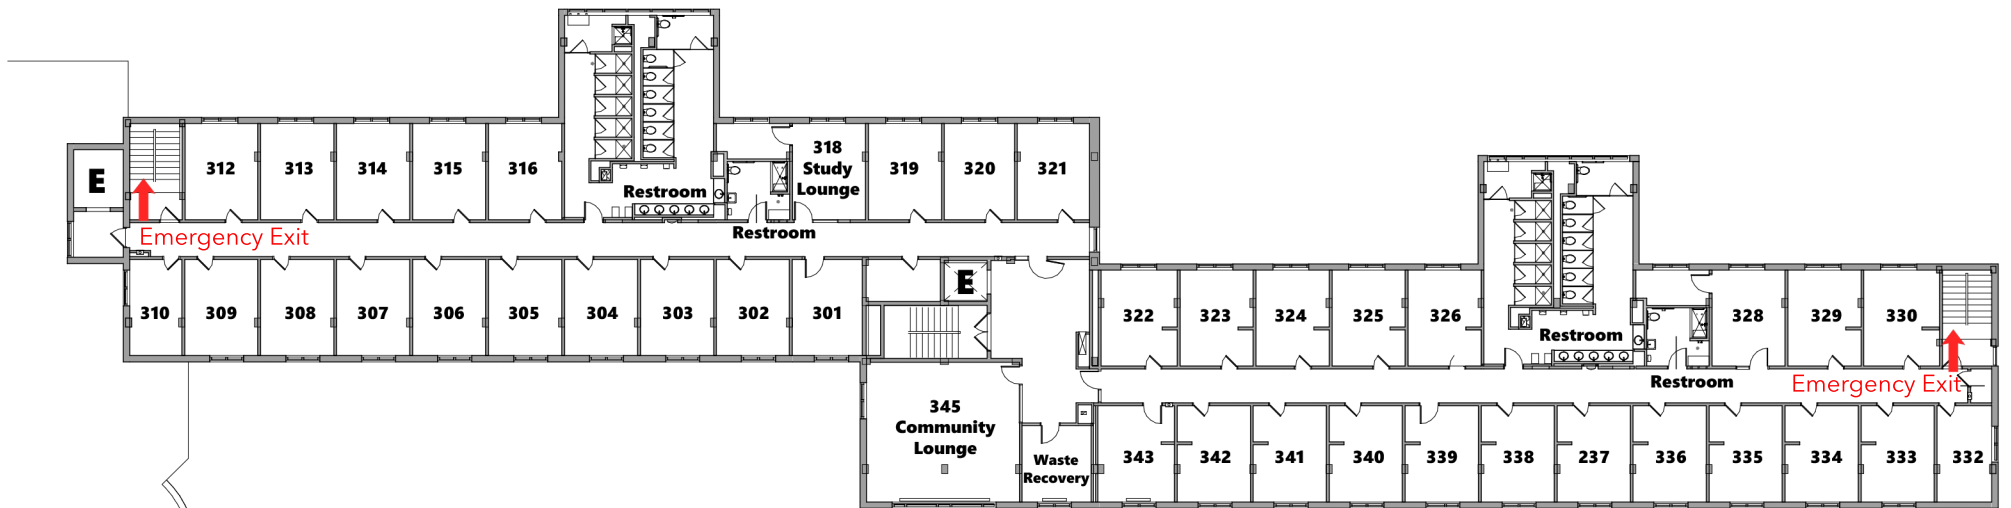 312
313
314
315
316
Restroom
318
Study
Lounge
319
320
321
E
Emergency Exit
Restroom
310
309
308
307
306
305
304
303
302
301
E
322
323
324
325
326
Restroom
328
329
330
Restroom
Emergency Exit
345
Community
Lounge
Waste
Recovery
343
342
341
340
339
338
237
336
335
334
333
332